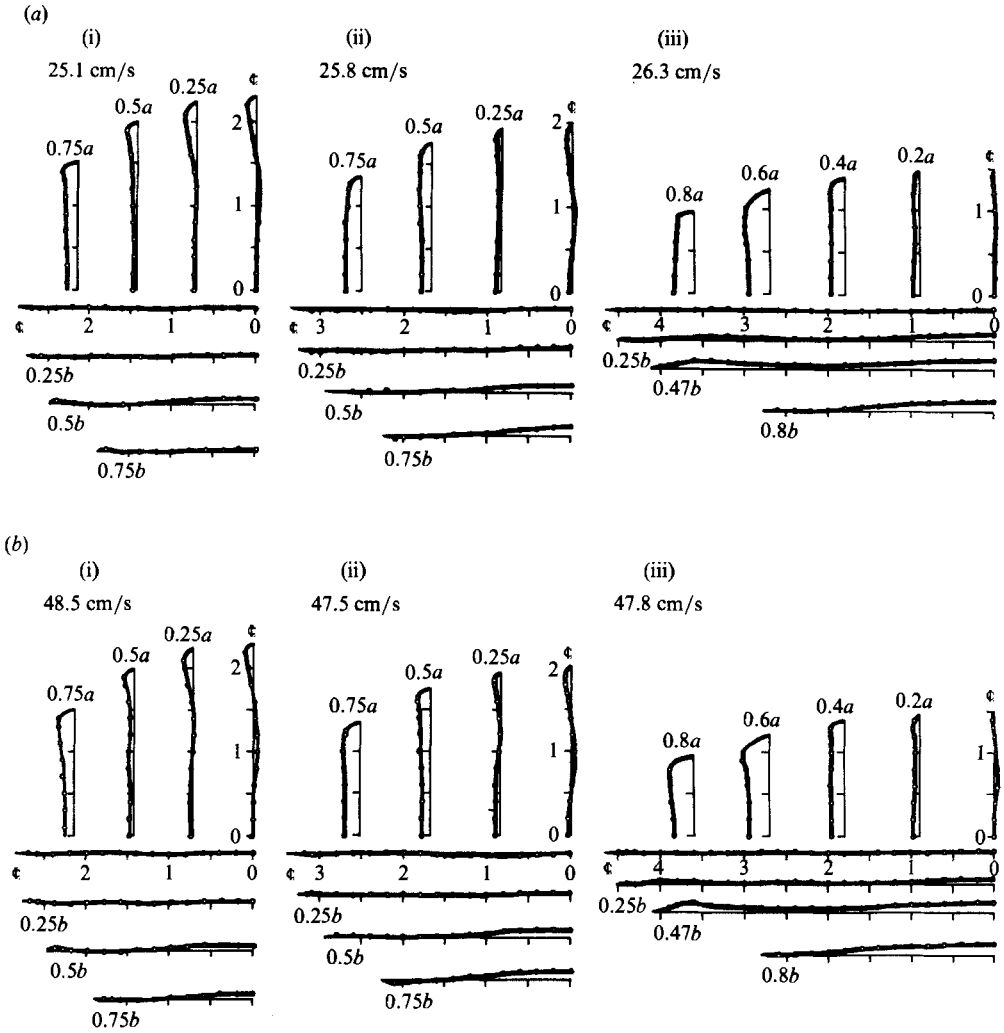 (a)
(i) (ii) (iii)
25.1 cm/s 25.8 cm/s 26.3 cm/s
0.75a 0.5a 0.25a ¢ 0.75a 0.5a 0.25a ¢ 0.8a 0.6a 0.4a 0.2a ¢
2 2
1 1 1
0 0 0
¢ 2 1 0 ¢ 3 2 1 0 ¢ 4 3 2 1 0
0.25b 0.25b 0.25b
0.5b 0.5b 0.47b
0.75b 0.75b 0.8b
(b)
(i) (ii) (iii)
48.5 cm/s 47.5 cm/s 47.8 cm/s
0.75a 0.5a 0.25a ¢ 0.75a 0.5a 0.25a ¢ 0.8a 0.6a 0.4a 0.2a ¢
2 2
1 1 1
0 0 0
¢ 2 1 0 ¢ 3 2 1 0 ¢ 4 3 2 1 0
0.25b 0.25b 0.25b
0.5b 0.5b 0.47b
0.75b 0.75b 0.8b